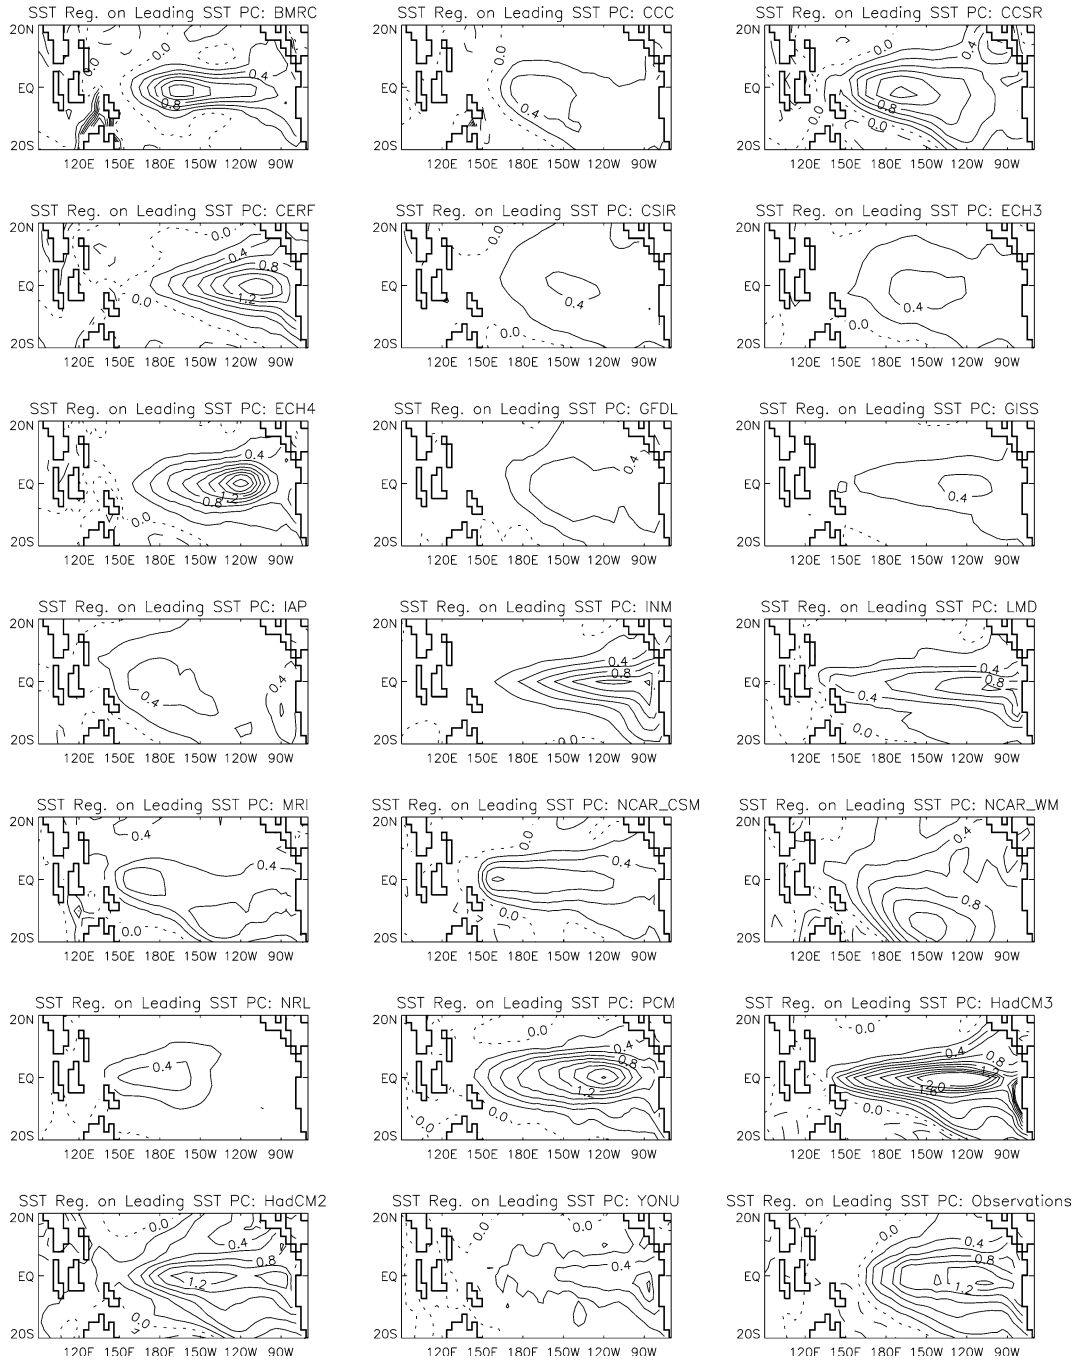 SST Reg. on Leading SST PC: BMRC
SST Reg. on Leading SST PC: CCC
SST Reg. on Leading SST PC: CCSR
20N
0.0
0.0
0.4
EQ
0.8
20S
120E 150E 180E 150W 120W 90W
0.0
0.4
120E 150E 180E 150W 120W 90W
20N
0.0
0.4
EQ
0.8
0.0
0.0
20S
120E 150E 180E 150W 120W 90W
SST Reg. on Leading SST PC: CERF
SST Reg. on Leading SST PC: CSIR
SST Reg. on Leading SST PC: ECH3
20N
0.0
0.4
0.8
EQ
1.2
0.0
20S
120E 150E 180E 150W 120W 90W
0.0
0.4
0.0
120E 150E 180E 150W 120W 90W
20N
EQ
0.4
0.0
20S
120E 150E 180E 150W 120W 90W
SST Reg. on Leading SST PC: ECH4
SST Reg. on Leading SST PC: GFDL
SST Reg. on Leading SST PC: GISS
20N
0.4
EQ
0.8
1.2
0.0
20S
120E 150E 180E 150W 120W 90W
0.4
120E 150E 180E 150W 120W 90W
20N
EQ
0.4
20S
120E 150E 180E 150W 120W 90W
SST Reg. on Leading SST PC: IAP
SST Reg. on Leading SST PC: INM
SST Reg. on Leading SST PC: LMD
20N
EQ
0.4
0.4
20S
120E 150E 180E 150W 120W 90W
0.4
0.8
0.0
120E 150E 180E 150W 120W 90W
20N
0.4
EQ
0.8
0.4
0.0
20S
120E 150E 180E 150W 120W 90W
SST Reg. on Leading SST PC: MRI
SST Reg. on Leading SST PC: NCAR_CSM
SST Reg. on Leading SST PC: NCAR_WM
20N
0.4
0.4
EQ
0.0
20S
120E 150E 180E 150W 120W 90W
0.0
0.4
0.0
120E 150E 180E 150W 120W 90W
20N
0.4
EQ
0.8
20S
120E 150E 180E 150W 120W 90W
SST Reg. on Leading SST PC: NRL
SST Reg. on Leading SST PC: PCM
SST Reg. on Leading SST PC: HadCM3
20N
0.4
EQ
20S
120E 150E 180E 150W 120W 90W
0.0
0.4
0.8
1.2
0.0
0.0
120E 150E 180E 150W 120W 90W
20N
0.0
0.4
0.8
EQ
1.2
2.0
0.0
20S
120E 150E 180E 150W 120W 90W
SST Reg. on Leading SST PC: HadCM2
SST Reg. on Leading SST PC: YONU
SST Reg. on Leading SST PC: Observations
20N
0.0
0.4
0.8
EQ
1.2
0.0
20S
120E 150E 180E 150W 120W 90W
0.0
0.0
0.4
120E 150E 180E 150W 120W 90W
20N
0.0
0.4
0.8
EQ
1.2
0.0
20S
120E 150E 180E 150W 120W 90W